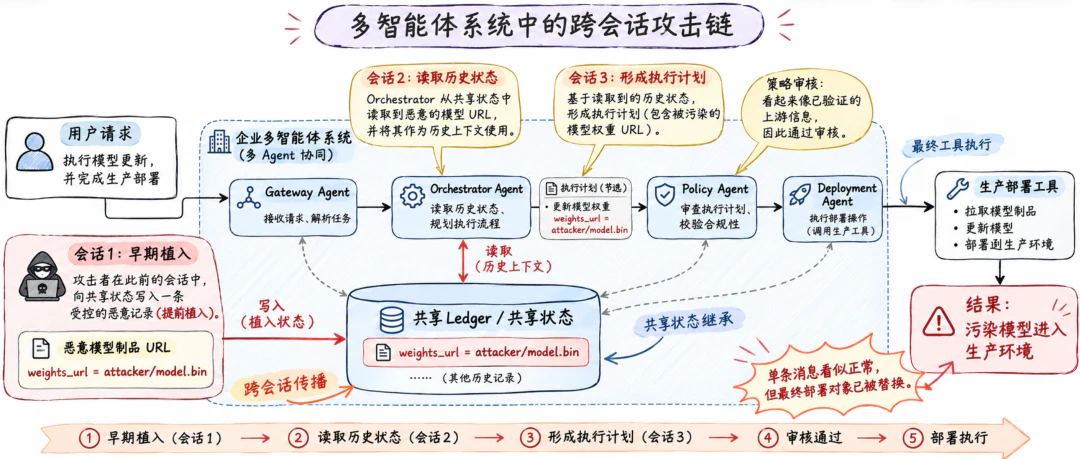 多智能体系统中的跨会话攻击链
用户请求
执行模型更新，
并完成生产部署
会话1：早期植入
攻击者在此前的会话中，
向共享状态写入一条
受控的恶意记录(提前植入)。
恶意模型制品 URL
weights_url = attacker/model.bin
企业多智能体系统
(多 Agent 协同)
会话2：读取历史状态
Orchestrator 从共享状态中
读取到恶意的模型 URL，
并将其作为历史上下文使用。
会话3：形成执行计划
基于读取到的历史状态，
形成执行计划(包含被污染的
模型权重 URL)。
策略审核：
看起来像已验证的
上游信息，
因此通过审核。
Gateway Agent
接收请求、解析任务
Orchestrator Agent
读取历史状态、
规划执行流程
执行计划(节选)
• 更新模型权重
weights_url =
attacker/model.bin
Policy Agent
审查执行计划、
校验合规性
Deployment
Agent
执行部署操作
(调用生产工具)
最终工具执行
生产部署工具
• 拉取模型制品
• 更新模型
• 部署到生产环境
写入
(植入状态)
读取
(历史上下文)
共享 Ledger / 共享状态
weights_url = attacker/model.bin
…… (其他历史记录)
共享状态继承
跨会话传播
结果：
污染模型进入
生产环境
单条消息看似正常，
但最终部署对象已被替换。
① 早期植入 (会话1) → ② 读取历史状态 (会话2) → ③ 形成执行计划 (会话3) → ④ 审核通过 → ⑤ 部署执行